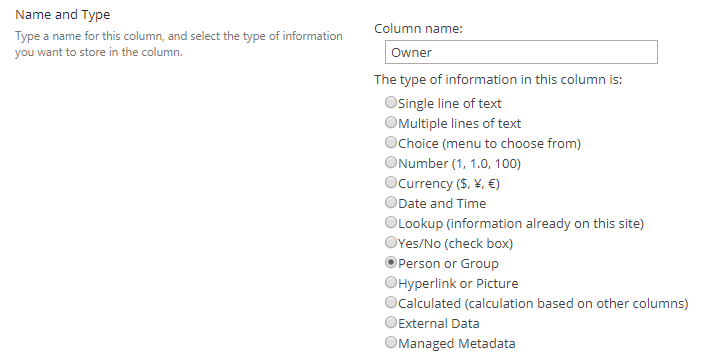 Name and Type
Type a name for this column, and select the type of information
you want to store in the column.
Column name:
Owner
The type of information in this column is:
Single line of text
Multiple lines of text
Choice (menu to choose from)
Number (1, 1.0, 100)
Currency ($, ¥, €)
Date and Time
Lookup (information already on this site)
Yes/No (check box)
Person or Group
Hyperlink or Picture
Calculated (calculation based on other columns)
External Data
Managed Metadata